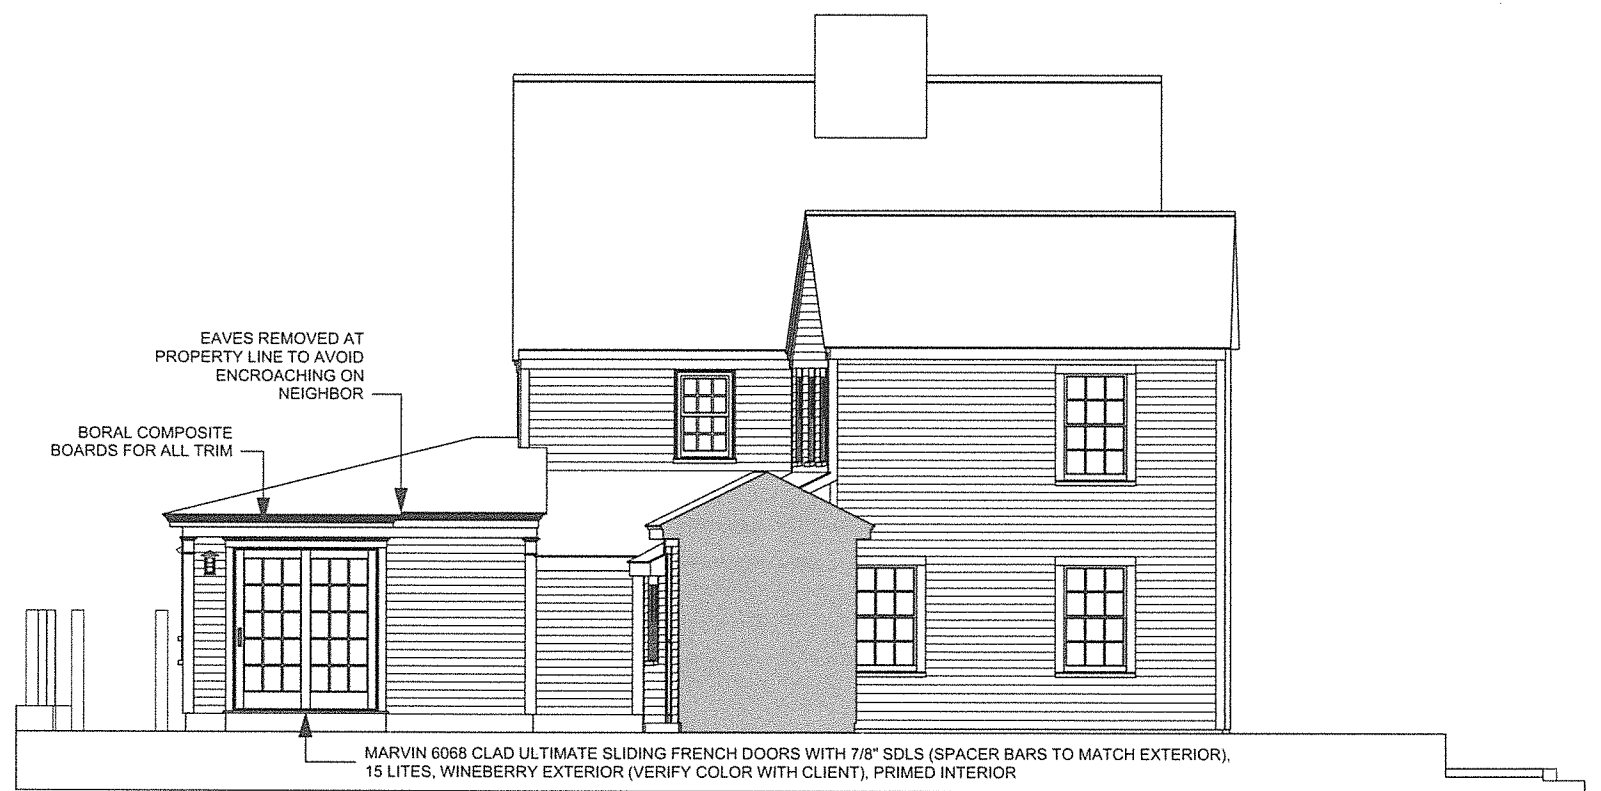 EAVES REMOVED AT
PROPERTY LINE TO AVOID
ENCROACHING ON
NEIGHBOR
BORAL COMPOSITE
BOARDS FOR ALL TRIM
MARVIN 6068 CLAD ULTIMATE SLIDING FRENCH DOORS WITH 7/8" SDLS (SPACER BARS TO MATCH EXTERIOR),
15 LITES, WINEBERRY EXTERIOR (VERIFY COLOR WITH CLIENT), PRIMED INTERIOR